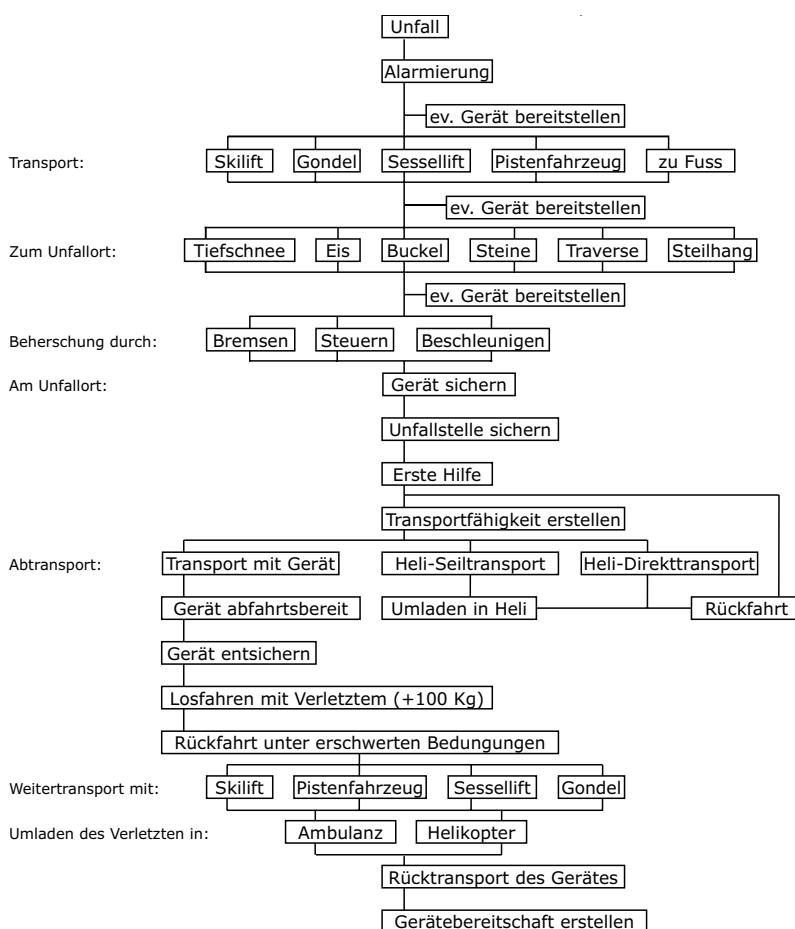 Unfall
Alarmierung
ev. Gerät bereitstellen
Transport: Skilift Gondel Sessellift Pistenfahrzeug zu Fuss
ev. Gerät bereitstellen
Zum Unfallort: Tiefschnee Eis Buckel Steine Traverse Steilhang
ev. Gerät bereitstellen
Beherschung durch: Bremsen Steuern Beschleunigen
Am Unfallort: Gerät sichern
Unfallstelle sichern
Erste Hilfe
Transportfähigkeit erstellen
Abtransport: Transport mit Gerät Heli-Seiltransport Heli-Direkttransport
Gerät abfahrtsbereit Umladen in Heli Rückfahrt
Gerät entsichern
Losfahren mit Verletztem (+100 Kg)
Rückfahrt unter erschwerten Bedungungen
Weitertransport mit: Skilift Pistenfahrzeug Sessellift Gondel
Umladen des Verletzten in: Ambulanz Helikopter
Rücktransport des Gerätes
Gerätebereitschaft erstellen